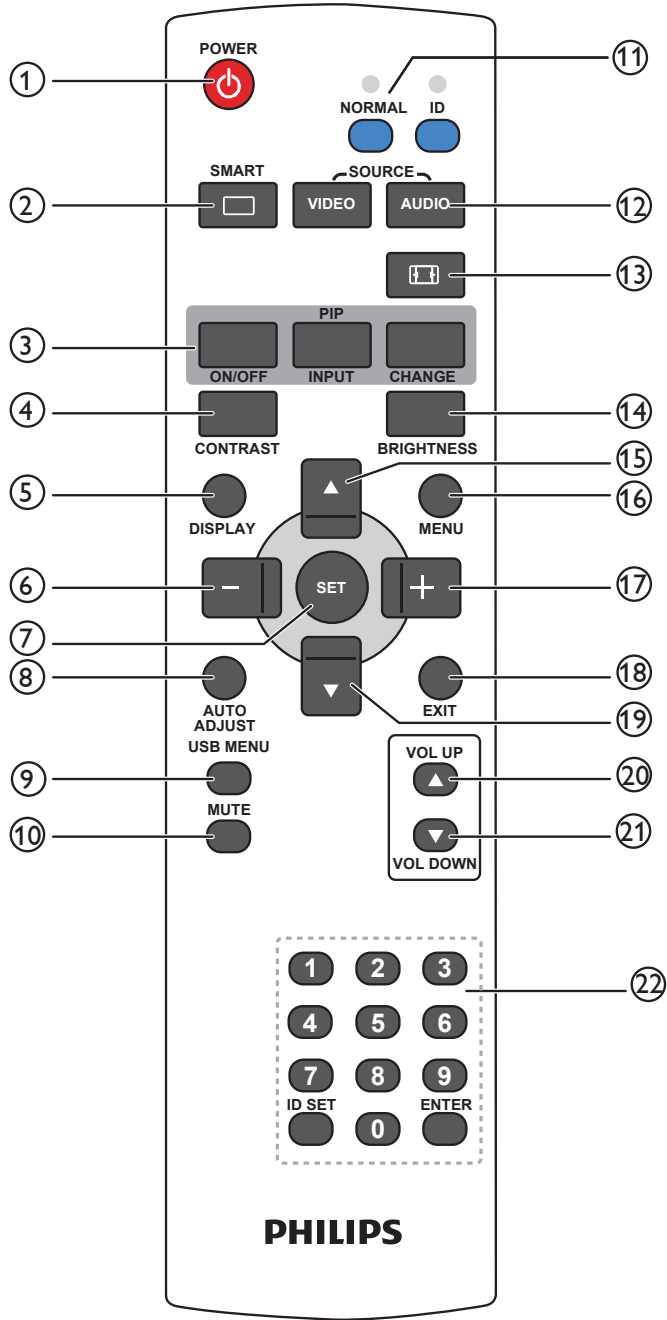 POWER
① ⑪
NORMAL ID
SMART SOURCE
② VIDEO AUDIO ⑫
⑬
PIP
③
ON/OFF INPUT CHANGE
④ ⑭
CONTRAST BRIGHTNESS
⑮
⑤ ⑯
DISPLAY MENU
⑥ − SET + ⑰
⑦
⑧ ⑱
AUTO EXIT ⑲
ADJUST
USB MENU VOL UP
⑨ ⑳
MUTE
⑩ ㉑
VOL DOWN
1 2 3 ㉒
4 5 6
7 8 9
ID SET ENTER
0
PHILIPS